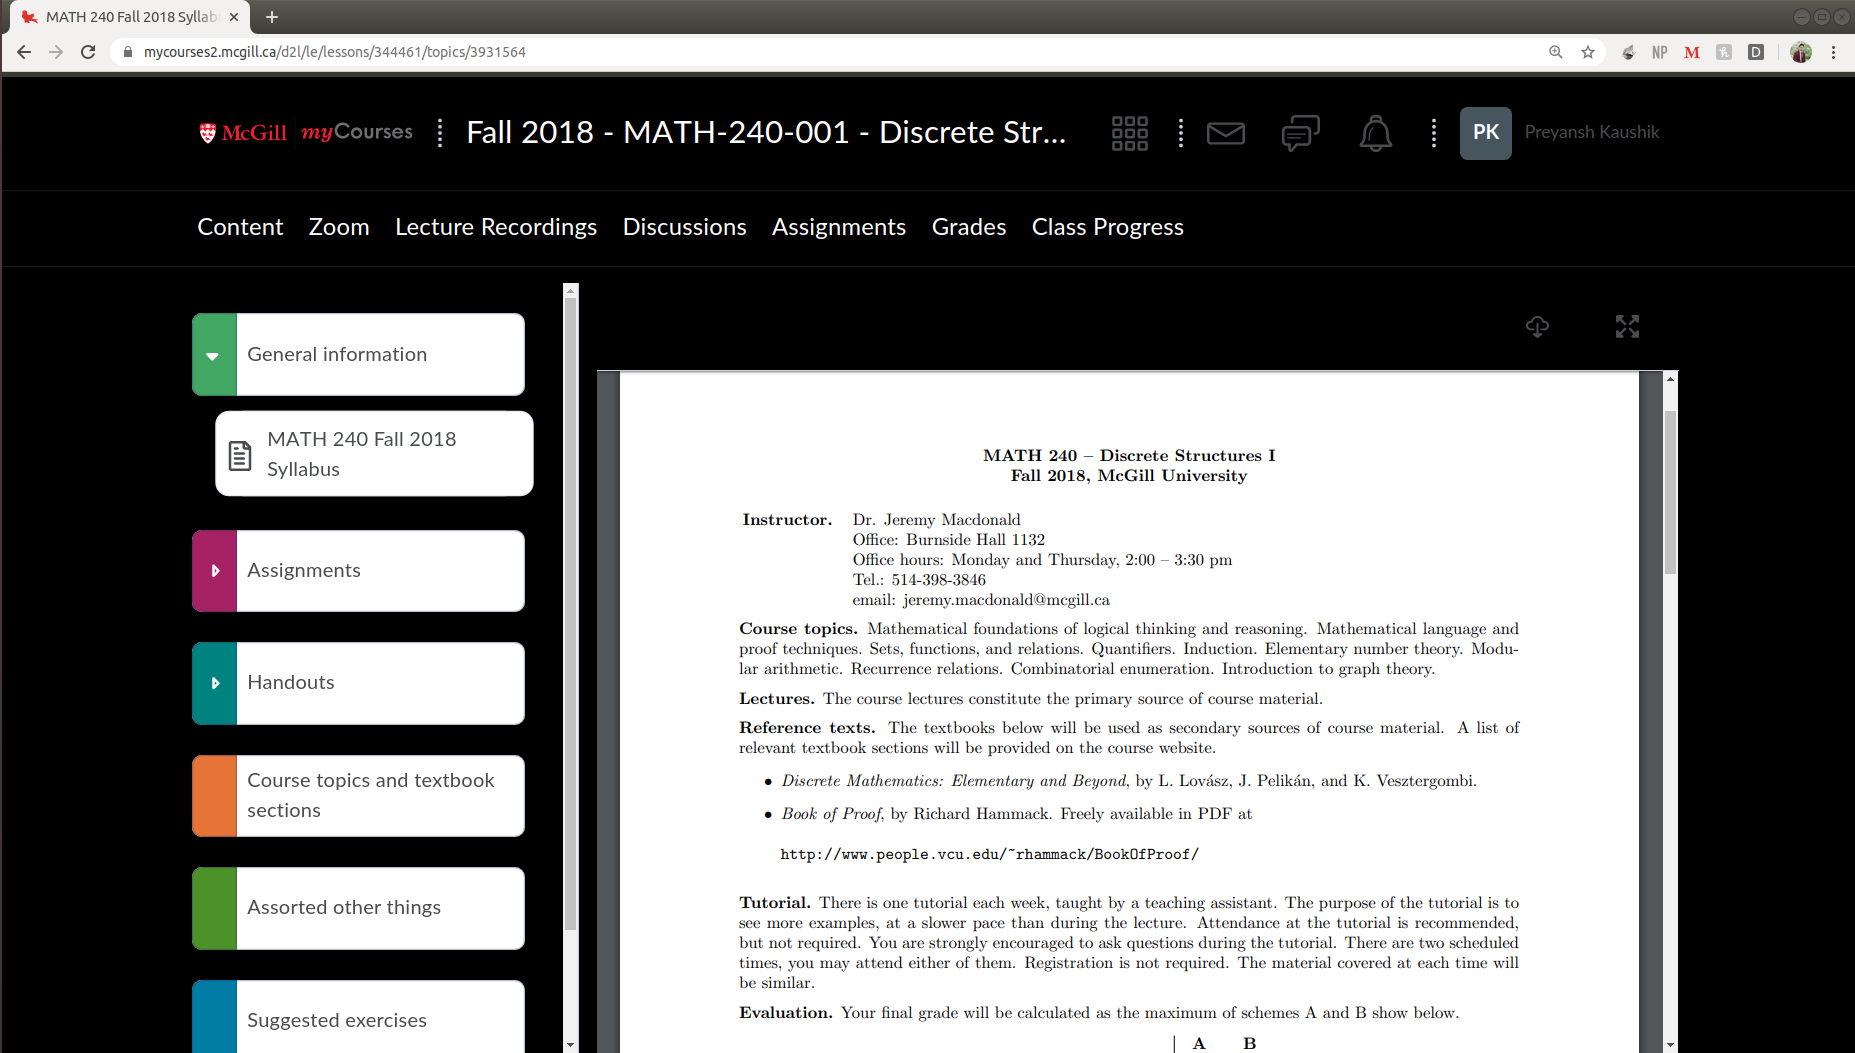 MATH 240 Fall 2018 Syllab
mycourses2.mcgill.ca/d2l/le/lessons/344461/topics/3931564
NP M D
McGill myCourses
Fall 2018 - MATH-240-001 - Discrete Str...
PK Preyansh Kaushik
Content Zoom Lecture Recordings Discussions Assignments Grades Class Progress
General information
MATH 240 Fall 2018
Syllabus
Assignments
Handouts
Course topics and textbook
sections
Assorted other things
Suggested exercises
MATH 240 – Discrete Structures I
Fall 2018, McGill University
Instructor. Dr. Jeremy Macdonald
Office: Burnside Hall 1132
Office hours: Monday and Thursday, 2:00 – 3:30 pm
Tel.: 514-398-3846
email: jeremy.macdonald@mcgill.ca
Course topics. Mathematical foundations of logical thinking and reasoning. Mathematical language and
proof techniques. Sets, functions, and relations. Quantifiers. Induction. Elementary number theory. Modu-
lar arithmetic. Recurrence relations. Combinatorial enumeration. Introduction to graph theory.
Lectures. The course lectures constitute the primary source of course material.
Reference texts. The textbooks below will be used as secondary sources of course material. A list of
relevant textbook sections will be provided on the course website.
• Discrete Mathematics: Elementary and Beyond, by L. Lovász, J. Pelikán, and K. Vesztergombi.
• Book of Proof, by Richard Hammack. Freely available in PDF at
http://www.people.vcu.edu/~rhammack/BookOfProof/
Tutorial. There is one tutorial each week, taught by a teaching assistant. The purpose of the tutorial is to
see more examples, at a slower pace than during the lecture. Attendance at the tutorial is recommended,
but not required. You are strongly encouraged to ask questions during the tutorial. There are two scheduled
times, you may attend either of them. Registration is not required. The material covered at each time will
be similar.
Evaluation. Your final grade will be calculated as the maximum of schemes A and B show below.
A B